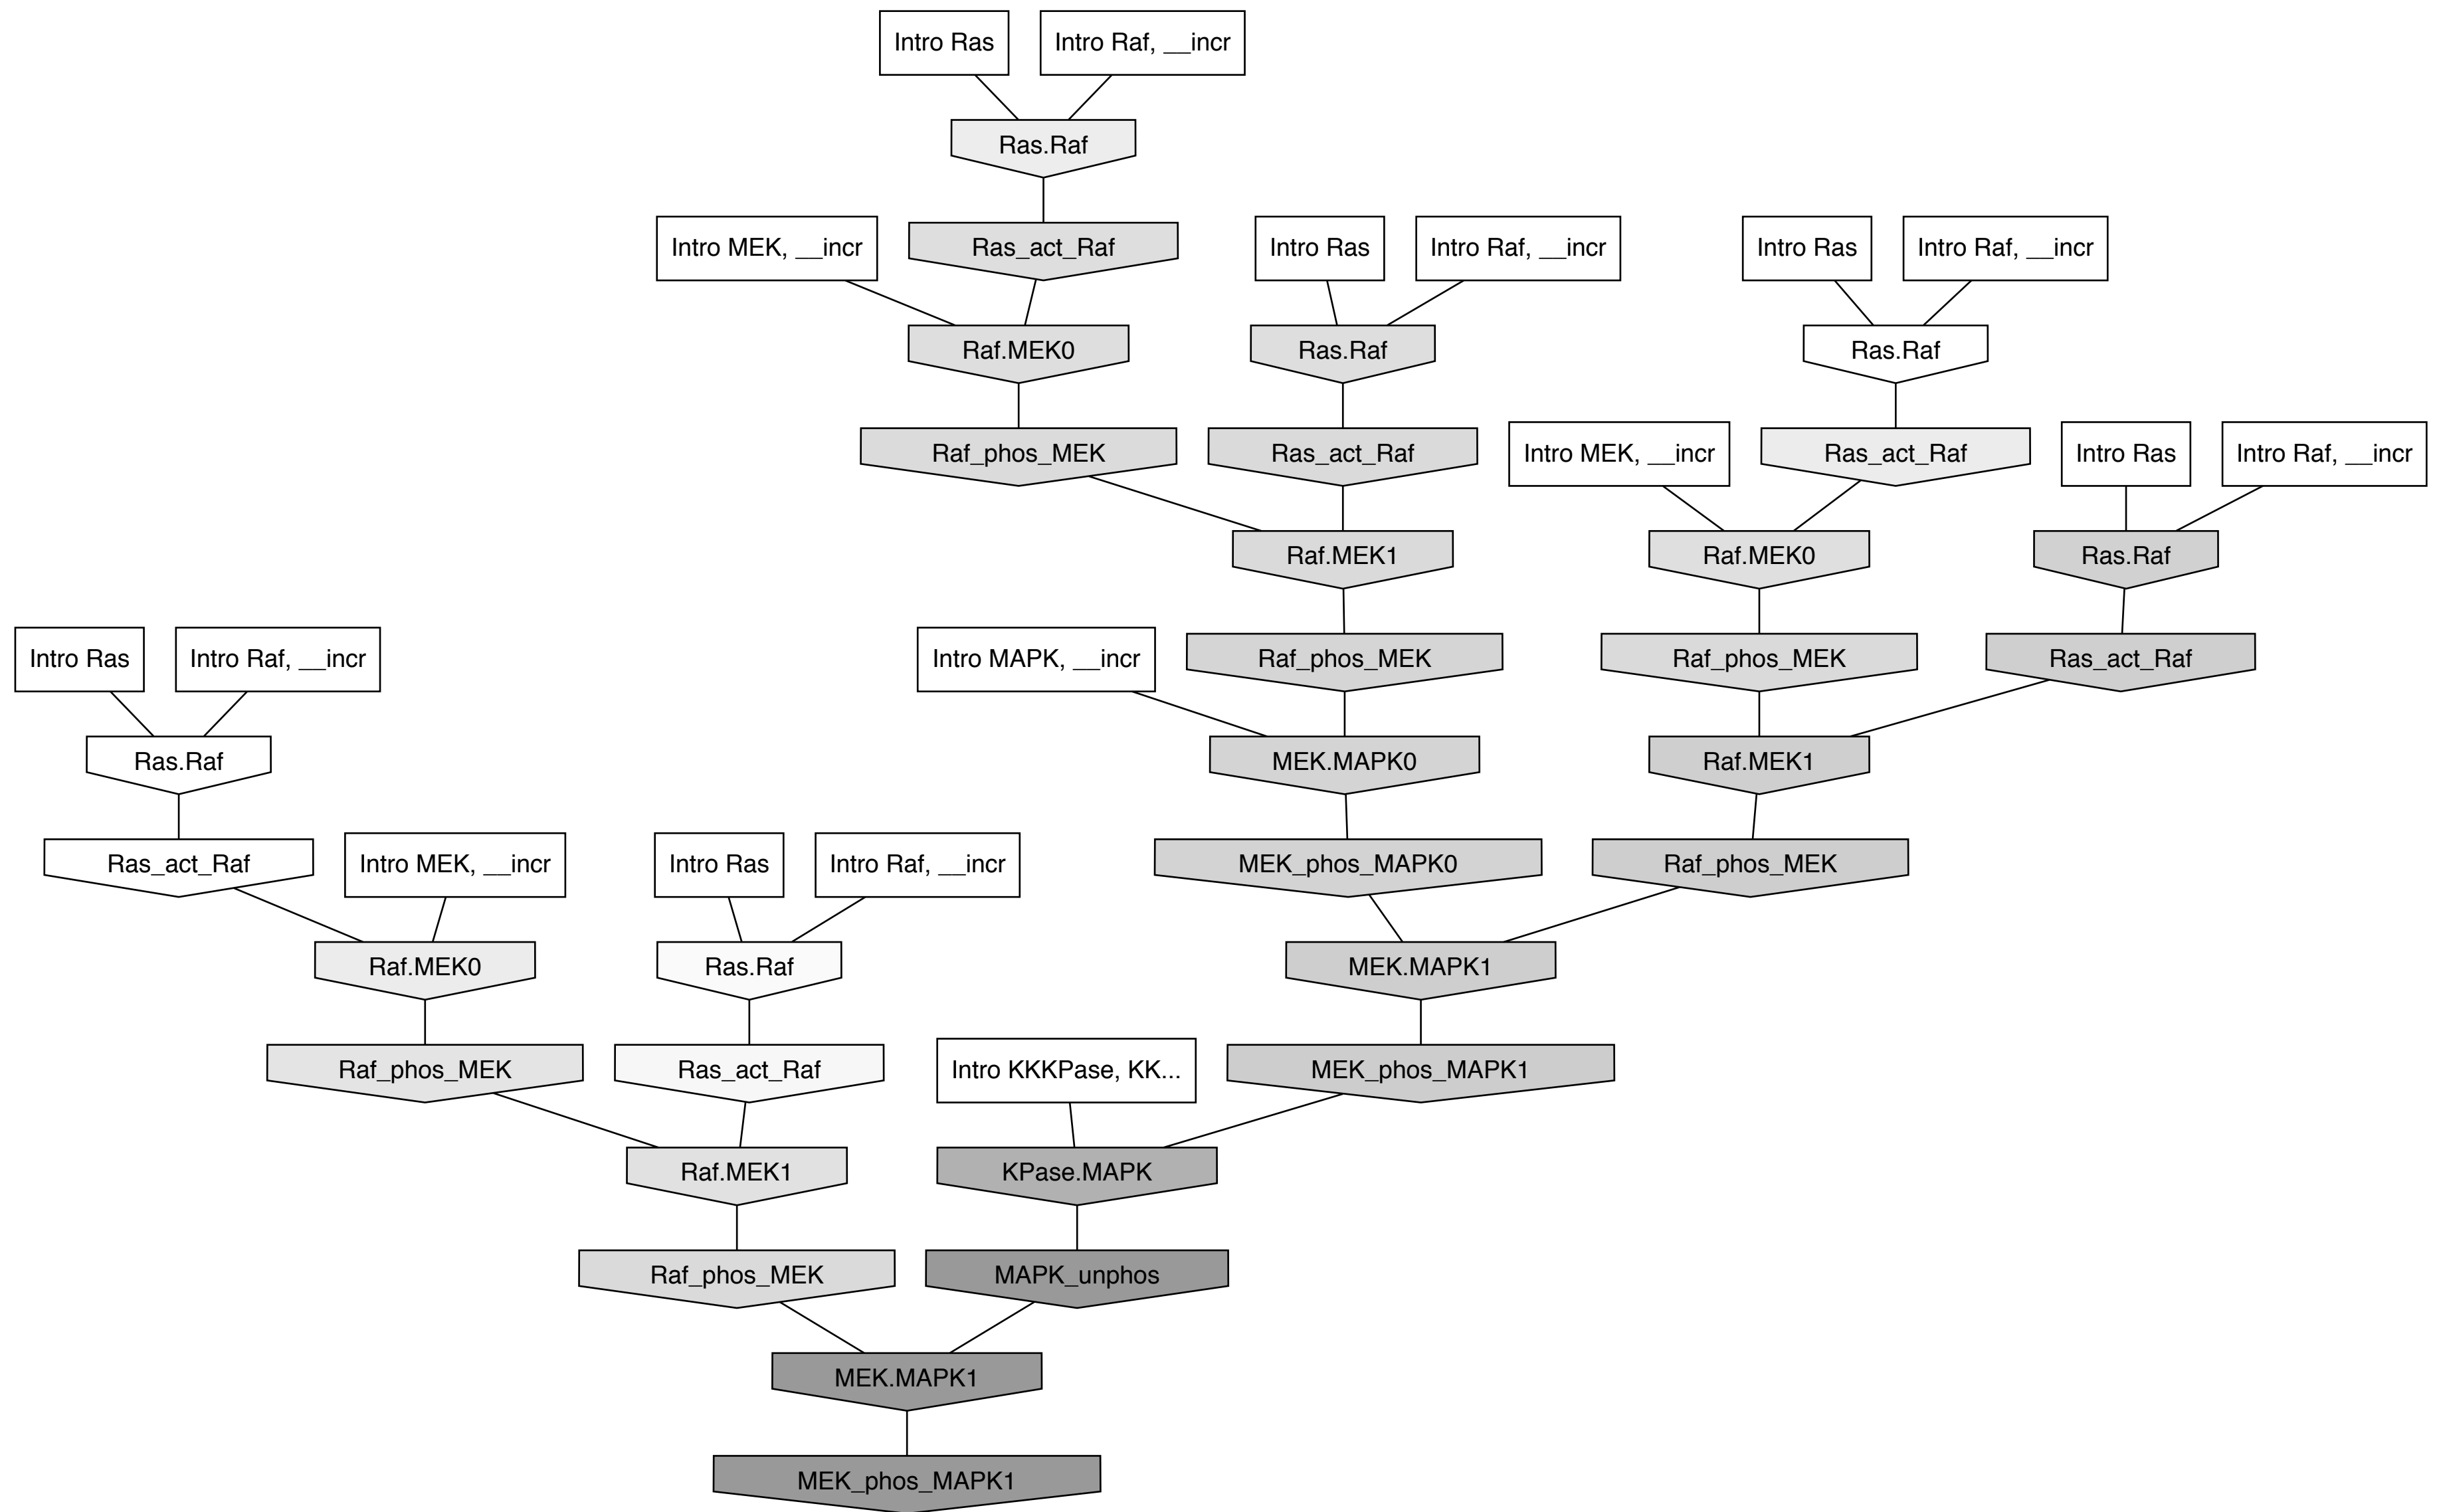 Intro Ras
Intro Raf, __incr
Ras.Raf
Intro MEK, __incr
Ras_act_Raf
Intro Ras
Intro Raf, __incr
Intro Ras
Intro Raf, __incr
Raf.MEK0
Ras.Raf
Ras.Raf
Raf_phos_MEK
Ras_act_Raf
Intro MEK, __incr
Ras_act_Raf
Intro Ras
Intro Raf, __incr
Raf.MEK1
Raf.MEK0
Ras.Raf
Intro Ras
Intro Raf, __incr
Intro MAPK, __incr
Raf_phos_MEK
Raf_phos_MEK
Ras_act_Raf
Ras.Raf
MEK.MAPK0
Raf.MEK1
Ras_act_Raf
Intro MEK, __incr
Intro Ras
Intro Raf, __incr
MEK_phos_MAPK0
Raf_phos_MEK
Raf.MEK0
Ras.Raf
MEK.MAPK1
Raf_phos_MEK
Ras_act_Raf
Intro KKKPase, KK...
MEK_phos_MAPK1
Raf.MEK1
KPase.MAPK
Raf_phos_MEK
MAPK_unphos
MEK.MAPK1
MEK_phos_MAPK1